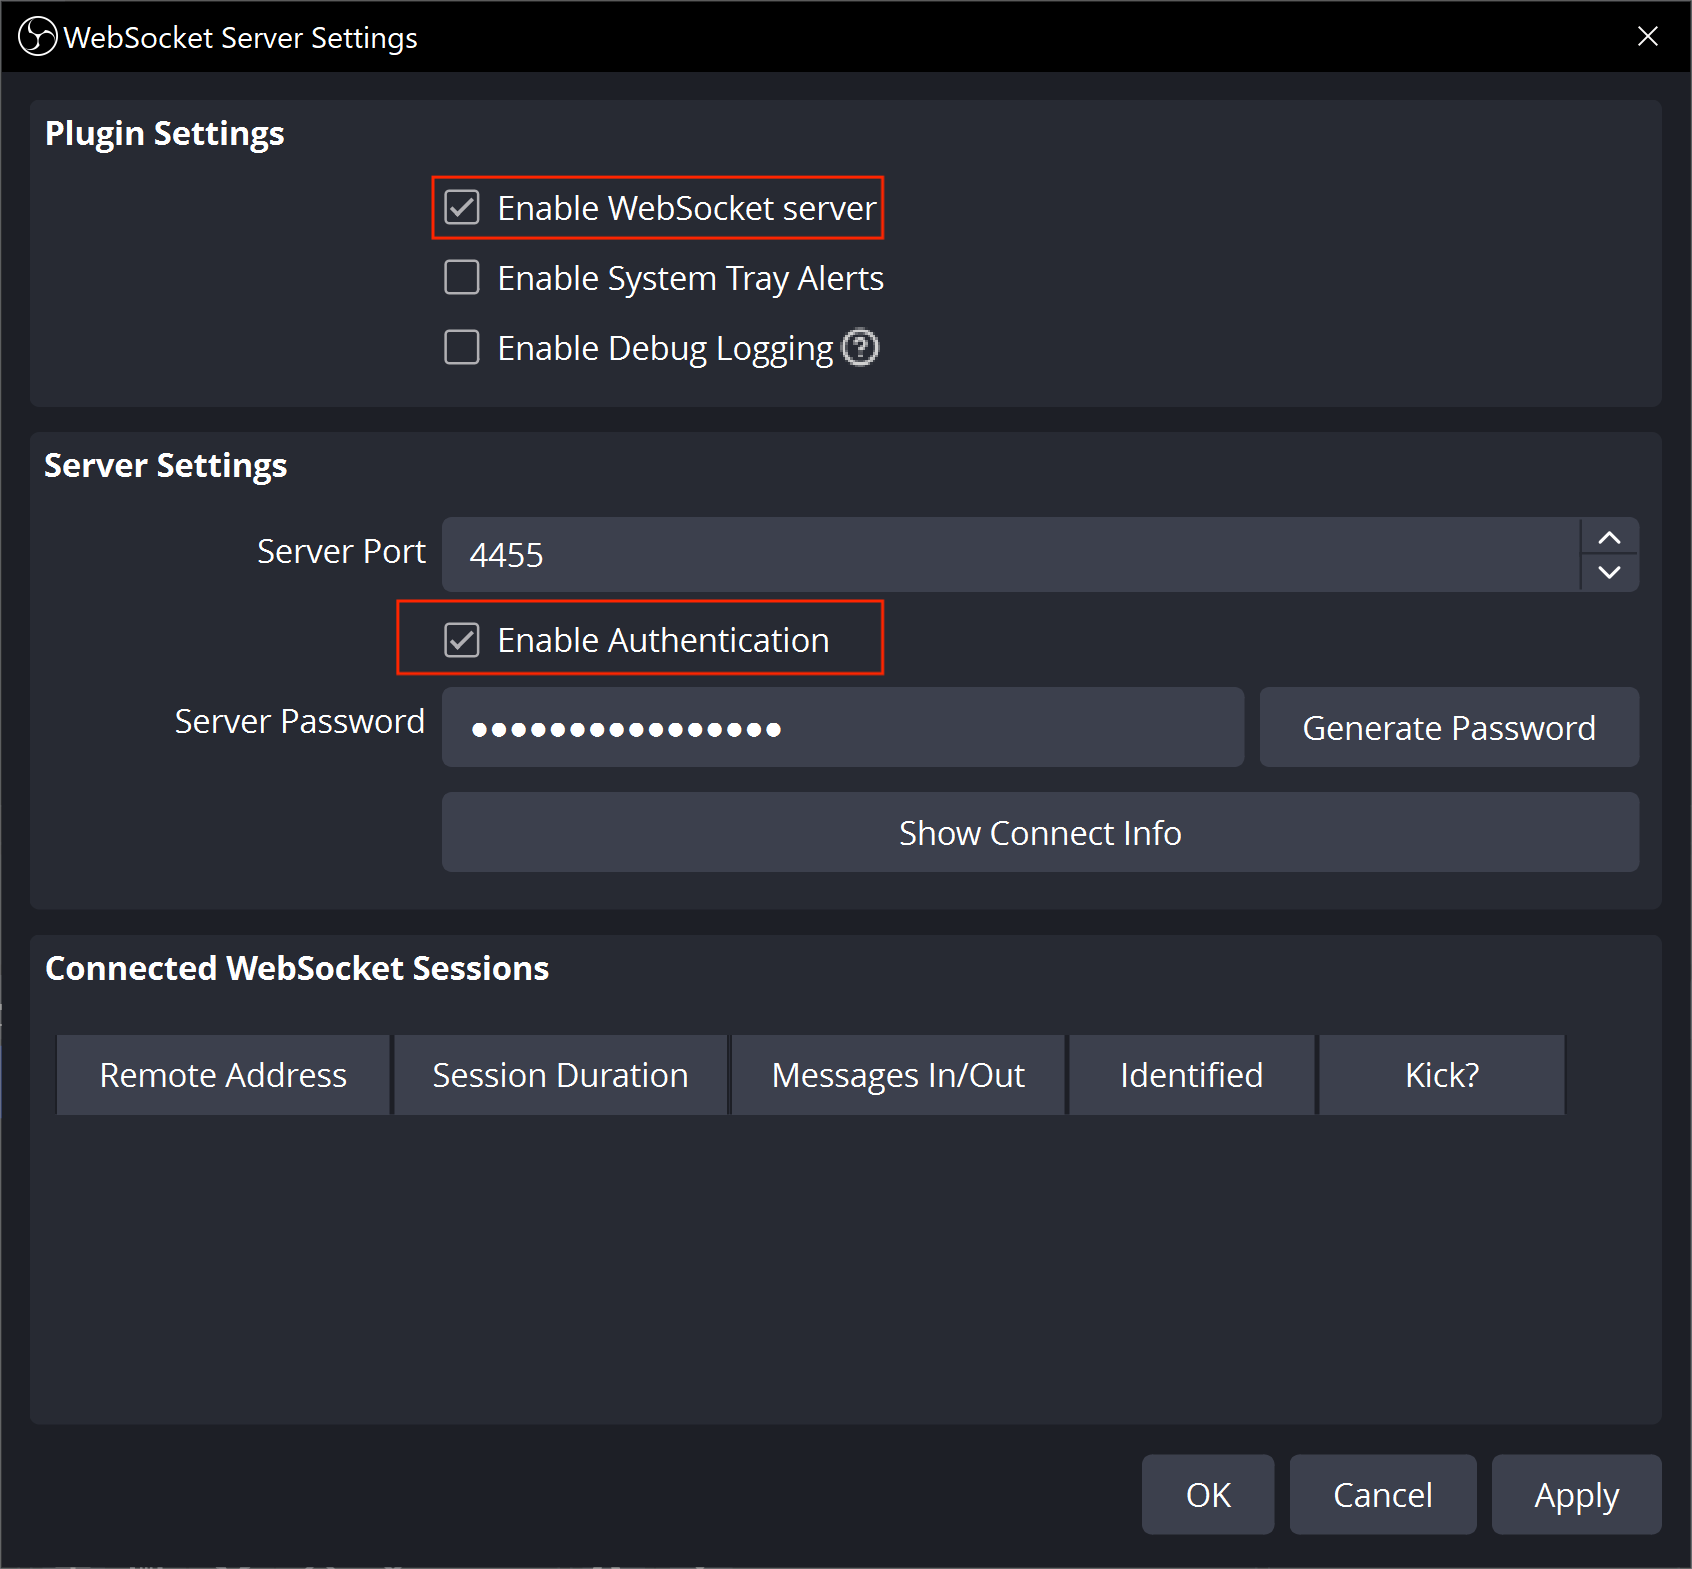 WebSocket Server Settings
Plugin Settings
Enable WebSocket server
Enable System Tray Alerts
Enable Debug Logging ?
Server Settings
Server Port 4455
Enable Authentication
Server Password ●●●●●●●●●●●●●●●● Generate Password
Show Connect Info
Connected WebSocket Sessions
Remote Address Session Duration Messages In/Out Identified Kick?
OK Cancel Apply